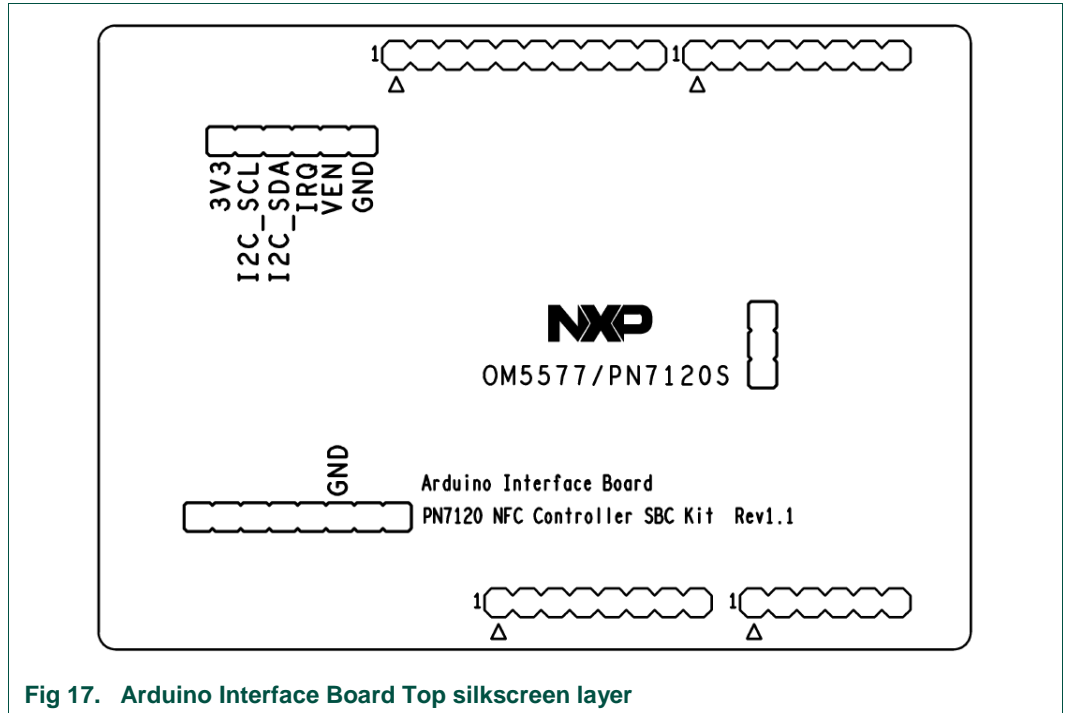 1 1
3V3
I2C_SCL
I2C_SDA
IRQ
VEN
GND
NXP
OM5577/PN7120S
GND
Arduino Interface Board
PN7120 NFC Controller SBC Kit Rev1.1
1 1
Fig 17. Arduino Interface Board Top silkscreen layer